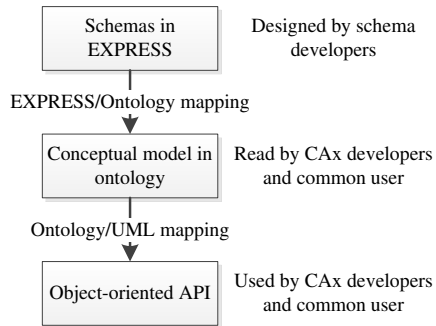 Schemas in
EXPRESS
Designed by schema
developers
EXPRESS/Ontology mapping
Conceptual model in
ontology
Read by CAx developers
and common user
Ontology/UML mapping
Object-oriented API
Used by CAx developers
and common user